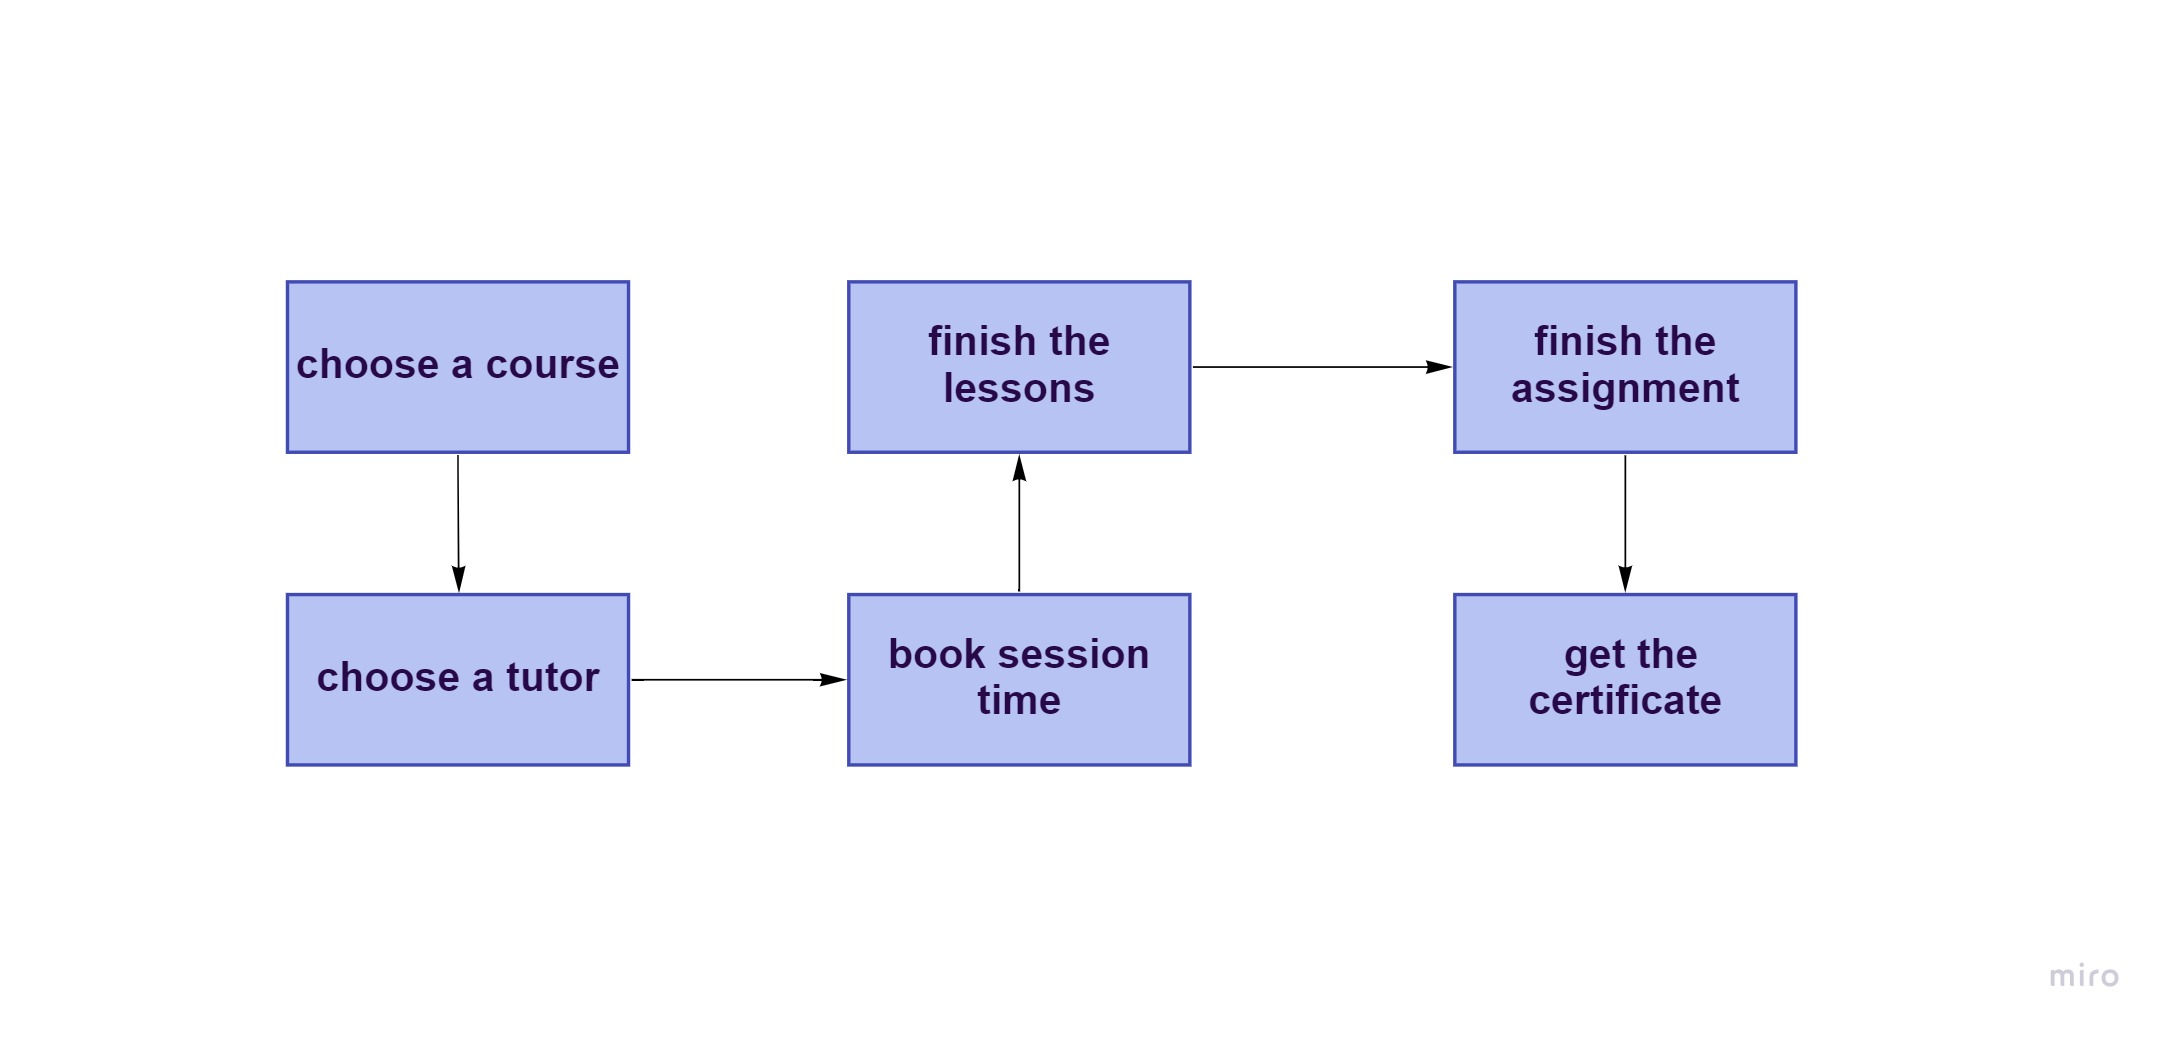 choose a course
choose a tutor
book session
time
finish the
lessons
finish the
assignment
get the
certificate
miro